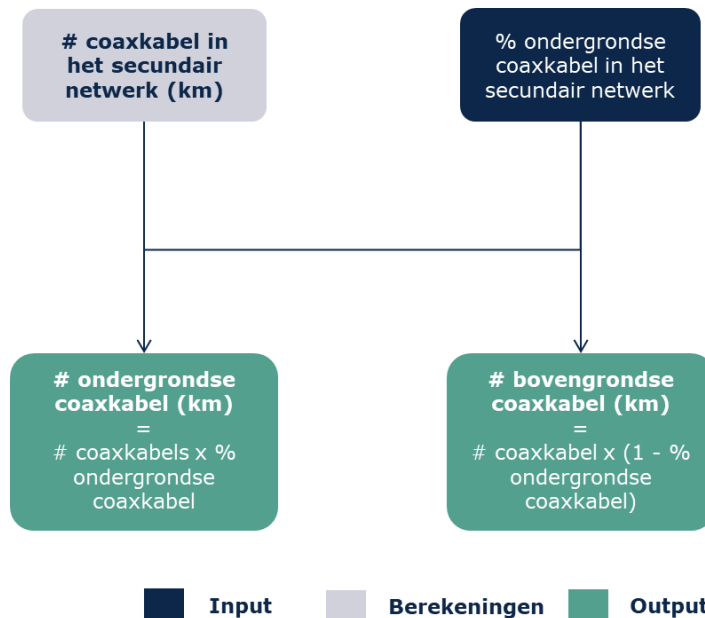 # coaxkabel in
het secundair
netwerk (km)
% ondergrondse
coaxkabel in het
secundair netwerk
# ondergrondse
coaxkabel (km)
=
# coaxkabels x %
ondergrondse
coaxkabel
# bovengrondse
coaxkabel (km)
=
# coaxkabel x (1 - %
ondergrondse
coaxkabel)
Input
Berekeningen
Output